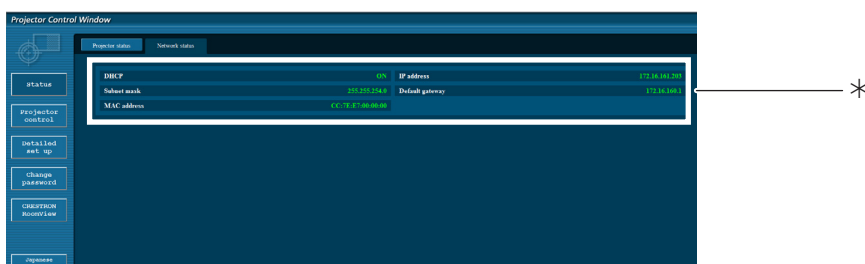 Projector Control Window
Projector status Network status
DHCP ON IP address 172.16.161.203
Subnet mask 255.255.254.0 Default gateway 172.16.160.1
MAC address CC:7E:E7:00:00:00
Status
Projector
control
Detailed
set up
Change
password
CRESTRON
RoomView
Japanese
*